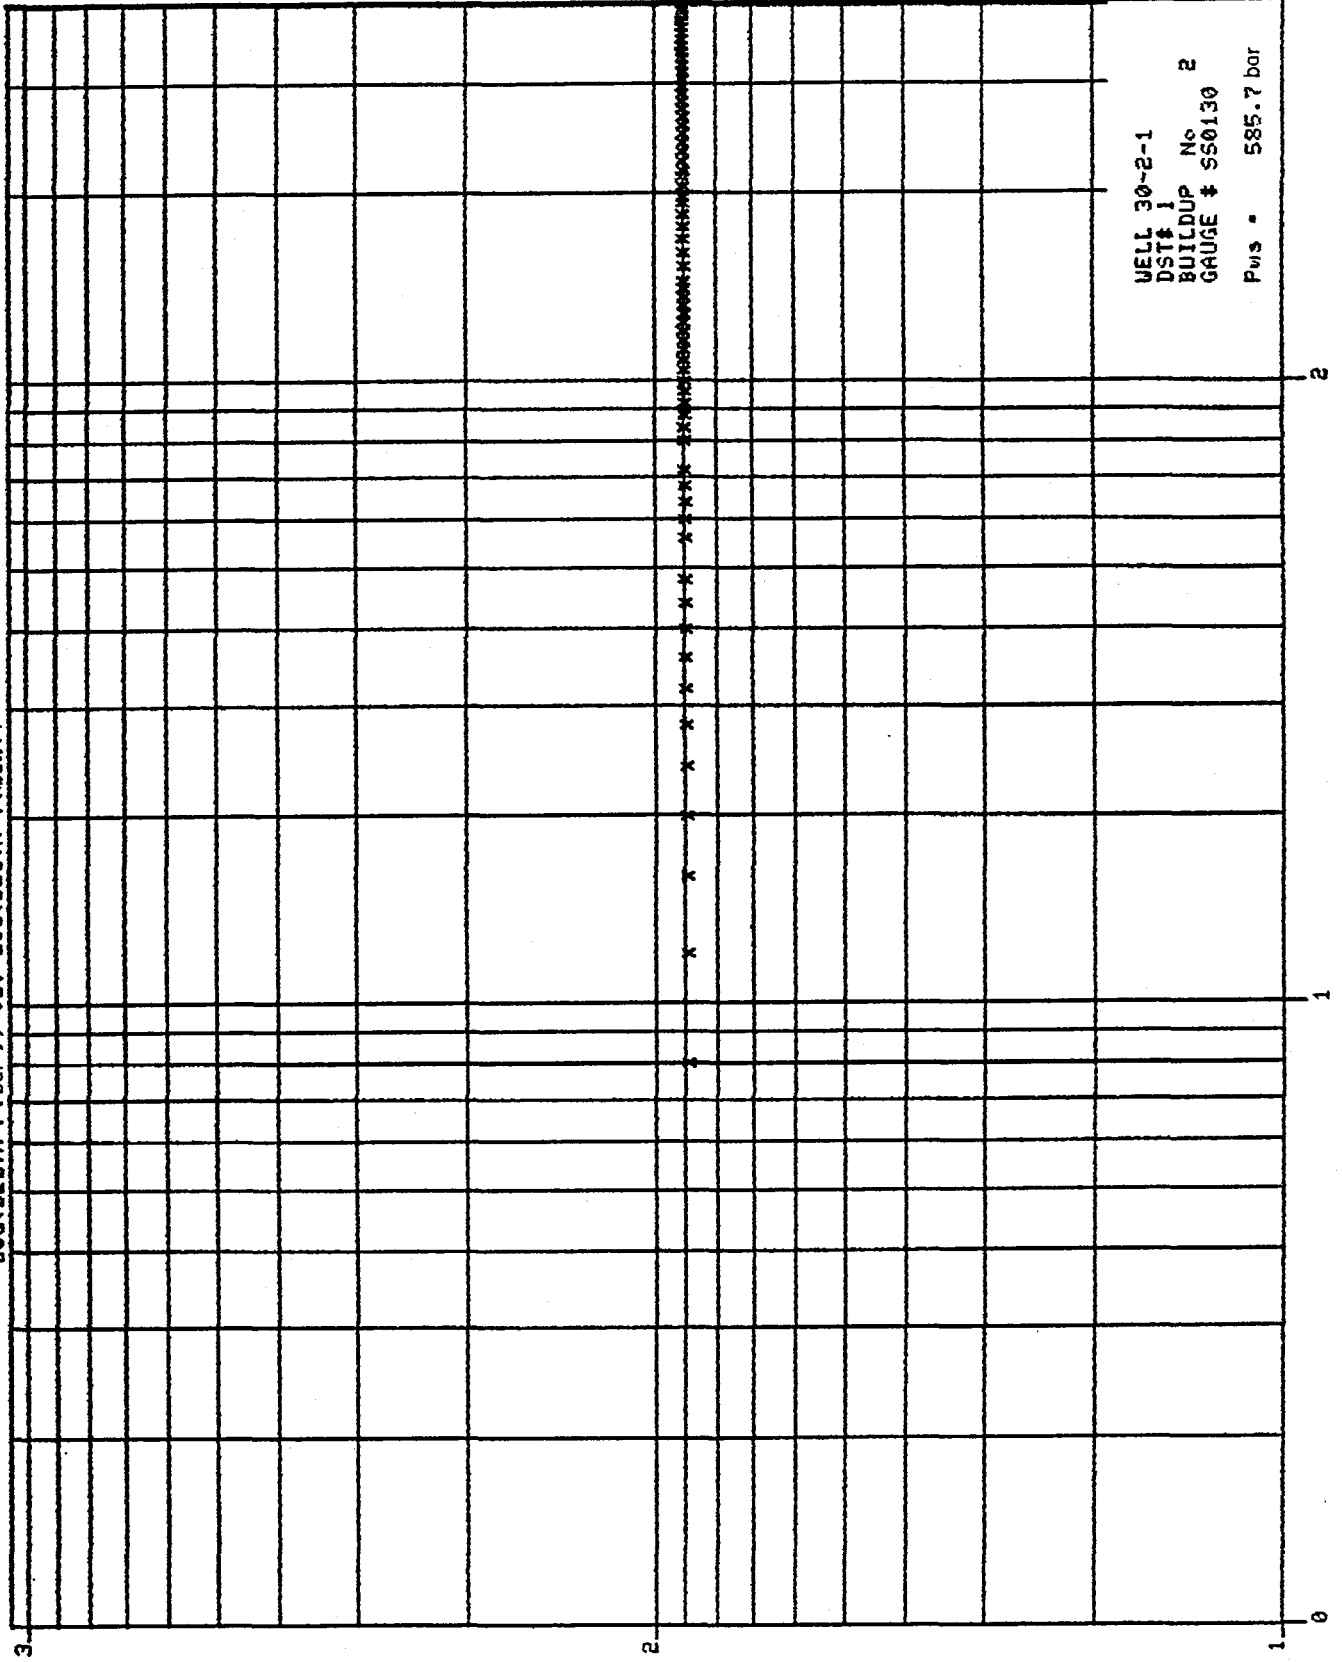 WELL 30-2-1
DST# 1
BUILDUP No 2
GAUGE # SS0130
Pws = 585.7 bar
3
2
1
0
1
2